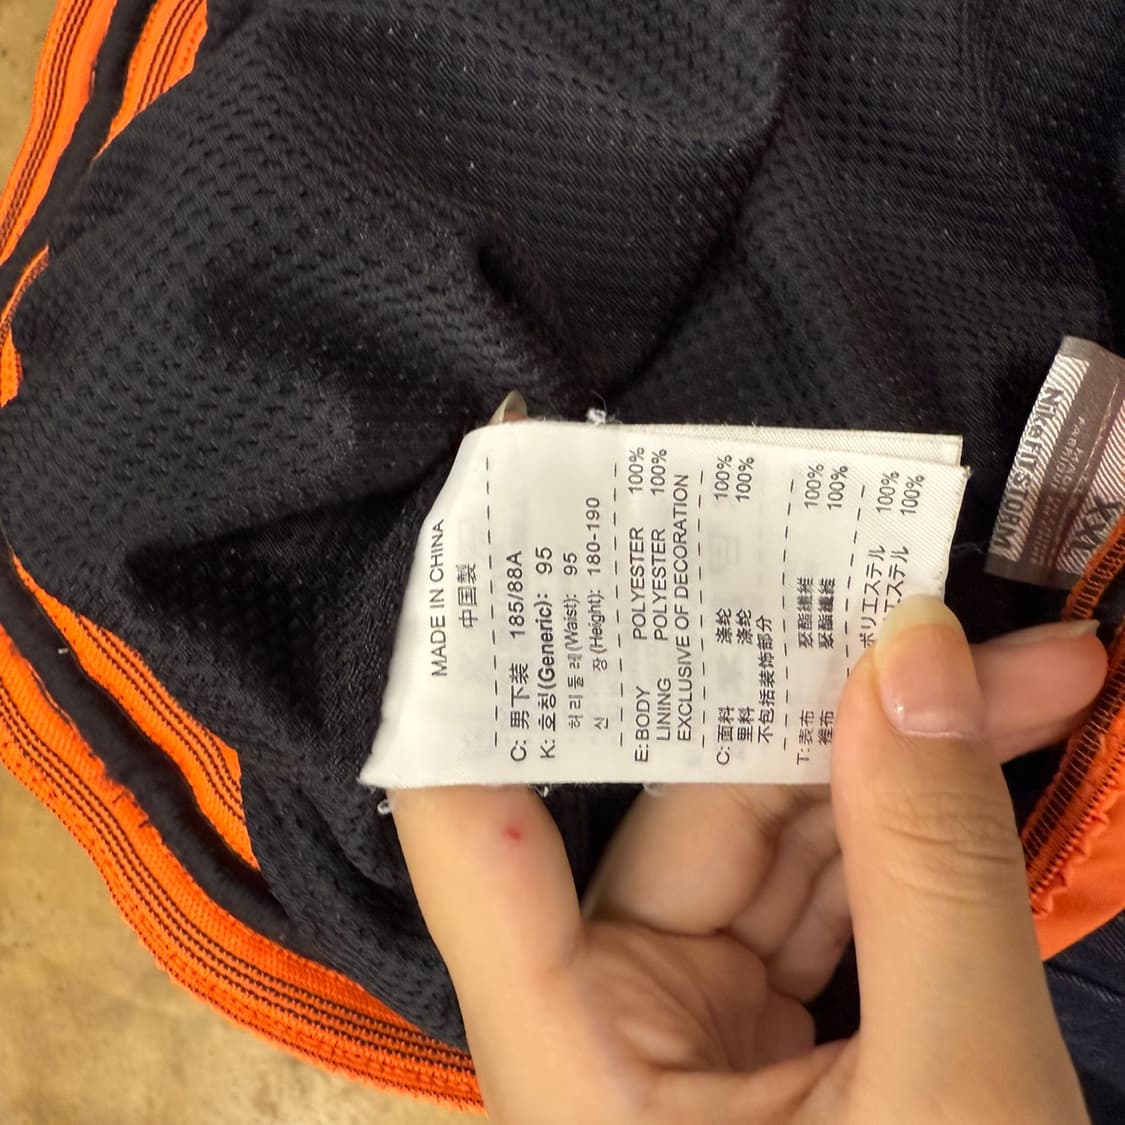 MADE IN CHINA
中国製
C: 男下装 185/88A
K: 호칭(Generic): 95
허리둘레(Waist): 95
신 장(Height): 180-190
E: BODY POLYESTER 100%
LINING POLYESTER 100%
EXCLUSIVE OF DECORATION
C: 面料 涤纶 100%
里料 涤纶 100%
不包括装饰部分
T: 表布 聚酯纖維 100%
裡布 聚酯纖維 100%
ポリエステル 100%
エステル 100%
Nike FIT STORM